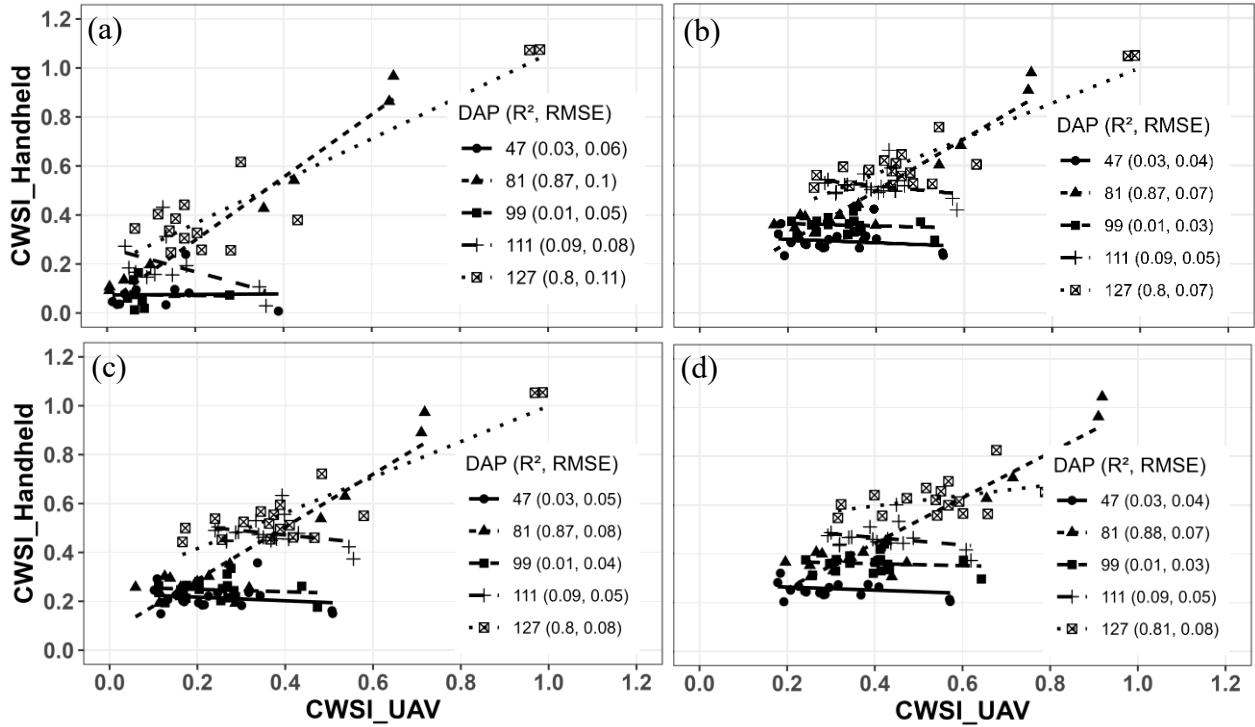 (a)
1.2
1.0
0.8
0.6
0.4
0.2
0.0
CWSI_Handheld
DAP (R², RMSE)
47 (0.03, 0.06)
81 (0.87, 0.1)
99 (0.01, 0.05)
111 (0.09, 0.08)
127 (0.8, 0.11)
(b)
DAP (R², RMSE)
47 (0.03, 0.04)
81 (0.87, 0.07)
99 (0.01, 0.03)
111 (0.09, 0.05)
127 (0.8, 0.07)
(c)
1.2
1.0
0.8
0.6
0.4
0.2
0.0
CWSI_Handheld
DAP (R², RMSE)
47 (0.03, 0.05)
81 (0.87, 0.08)
99 (0.01, 0.04)
111 (0.09, 0.05)
127 (0.8, 0.08)
0.0 0.2 0.4 0.6 0.8 1.0 1.2
CWSI_UAV
(d)
DAP (R², RMSE)
47 (0.03, 0.04)
81 (0.88, 0.07)
99 (0.01, 0.03)
111 (0.09, 0.05)
127 (0.81, 0.08)
0.0 0.2 0.4 0.6 0.8 1.0 1.2
CWSI_UAV